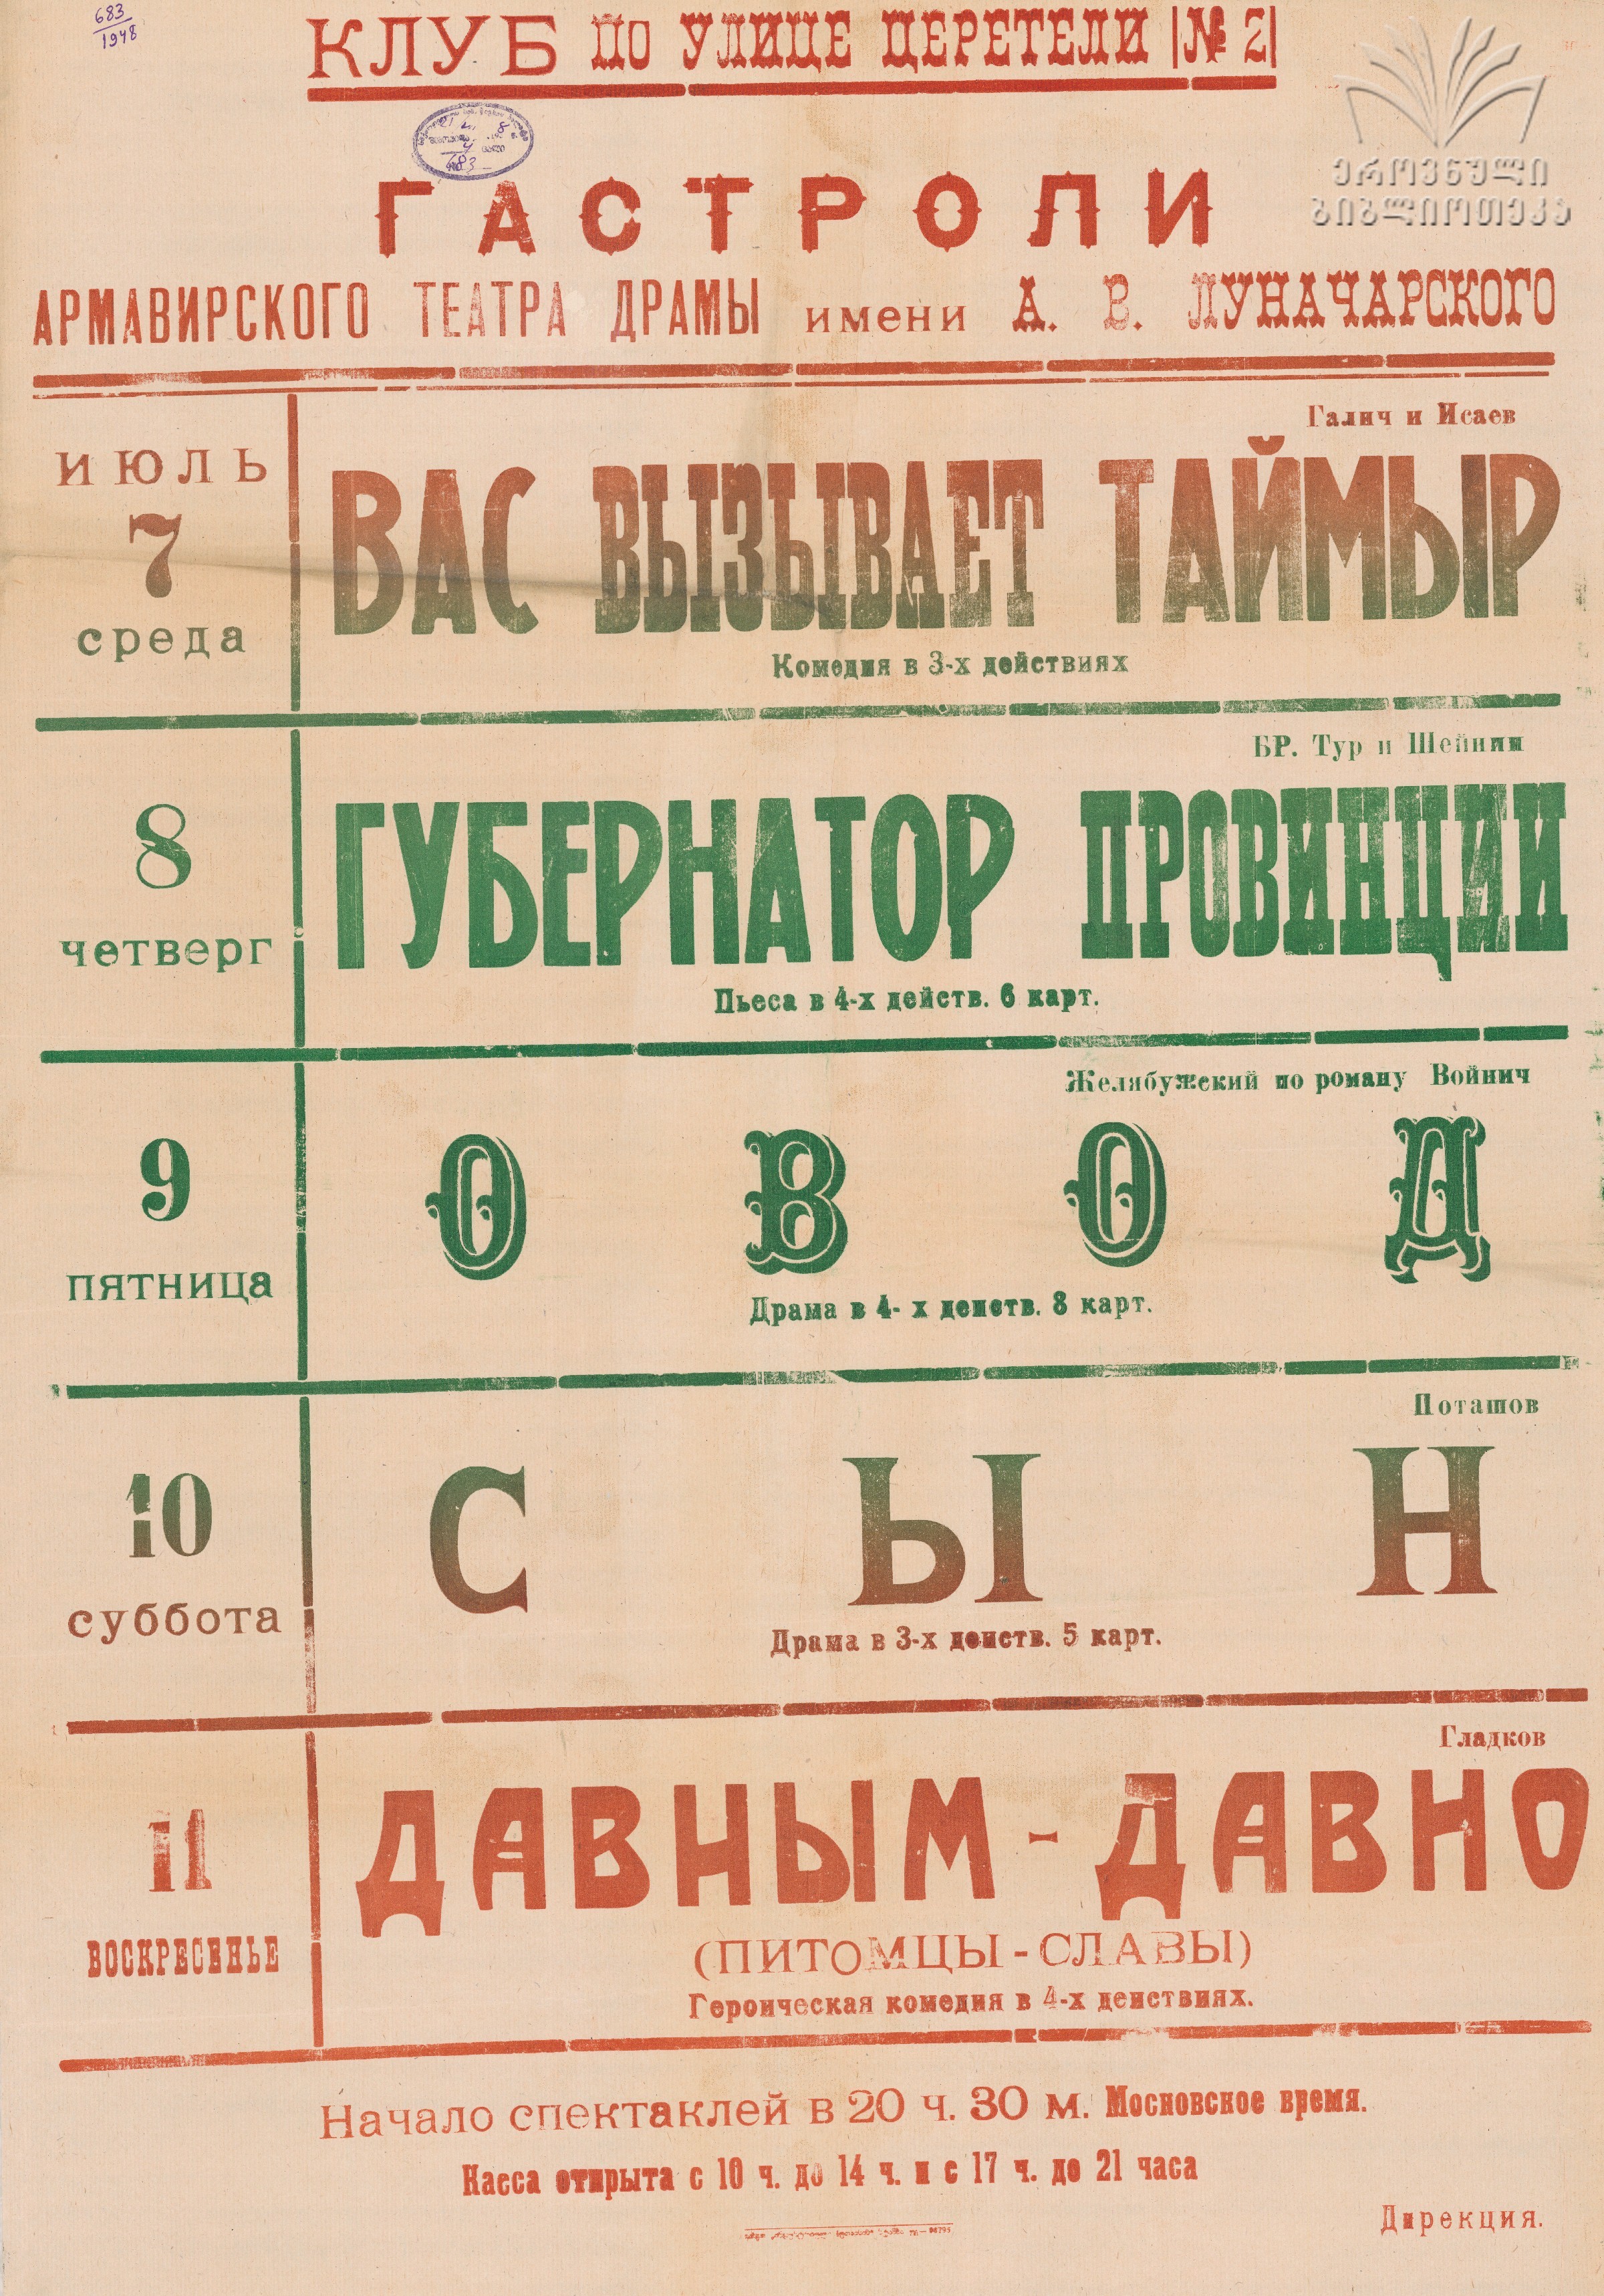 683
1948
КЛУБ ПО УЛИЦЕ ЦЕРЕТЕЛИ |№ 2|
ეროვნული
ბიბლიოთეკა
683
ГАСТРОЛИ
АРМАВИРСКОГО ТЕАТРА ДРАМЫ имени А. В. ЛУНАЧАРСКОГО
Галич и Исаев
ИЮЛЬ
7
среда
ВАС ВЫЗЫВАЕТ ТАЙМЫР
Комедия в 3-х действиях
БР. Тур и Шейнин
8
четверг
ГУБЕРНАТОР ПРОВИНЦИИ
Пьеса в 4-х действ. 6 карт.
Желябужский по роману Войнич
9
пятница
ОВОД
Драма в 4- х деиств. 8 карт.
Поташов
10
суббота
СЫН
Драма в 3-х деиств. 5 карт.
Гладков
11
ВОСКРЕСЕНЬЕ
ДАВНЫМ-ДАВНО
(ПИТОМЦЫ-СЛАВЫ)
Героическая комедия в 4-х деиствиях.
Начало спектаклей в 20 ч. 30 м. Московское время.
Касса открыта с 10 ч. до 14 ч. и с 17 ч. до 21 часа
Дирекция.